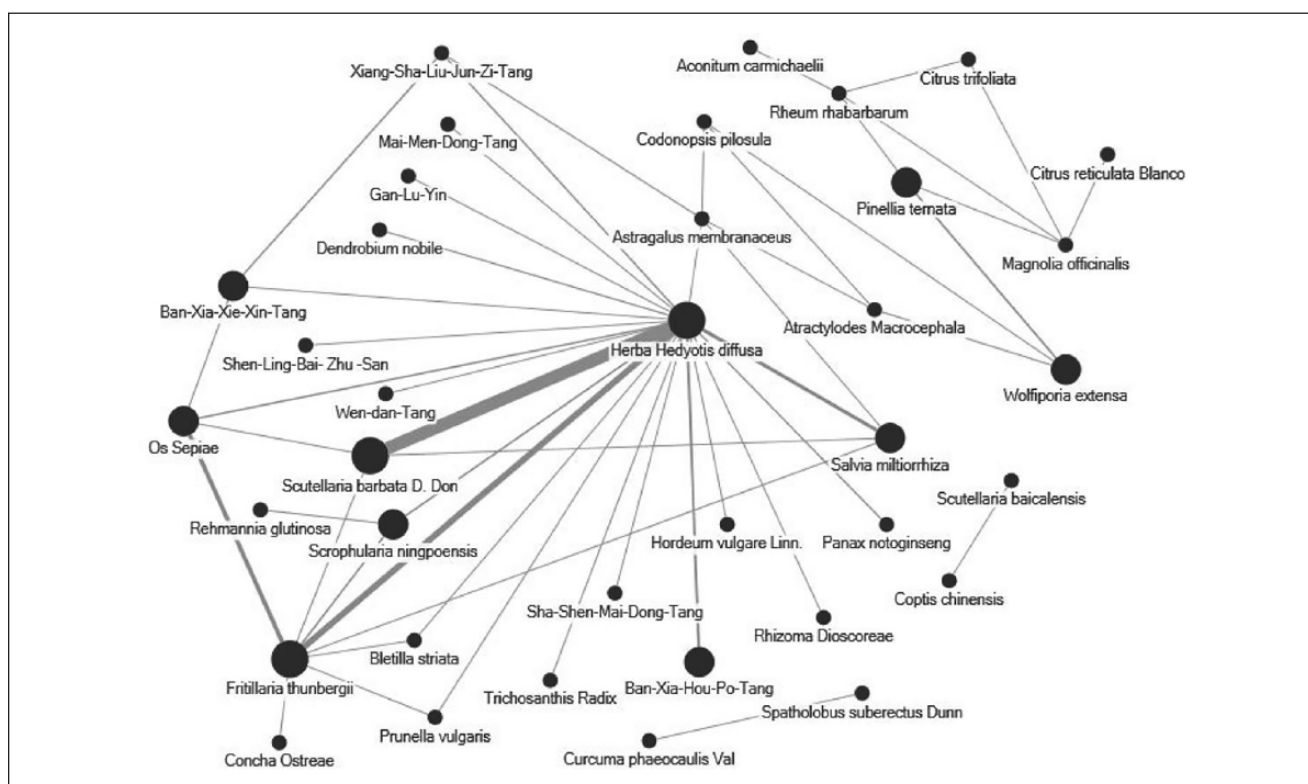 Xiang-Sha-Liu-Jun-Zi-Tang
Aconitum carmichaelii
Citrus trifoliata
Rheum rhabarbarum
Mai-Men-Dong-Tang
Codonopsis pilosula
Citrus reticulata Blanco
Gan-Lu-Yin
Pinellia ternata
Dendrobium nobile
Astragalus membranaceus
Magnolia officinalis
Ban-Xia-Xie-Xin-Tang
Atractylodes Macrocephala
Herba Hedyotis diffusa
Shen-Ling-Bai- Zhu -San
Wolfiporia extensa
Wen-dan-Tang
Os Sepiae
Salvia miltiorrhiza
Scutellaria barbata D. Don
Scutellaria baicalensis
Rehmannia glutinosa
Scrophularia ningpoensis
Hordeum vulgare Linn.
Panax notoginseng
Coptis chinensis
Sha-Shen-Mai-Dong-Tang
Rhizoma Dioscoreae
Bletilla striata
Fritillaria thunbergii
Trichosanthis Radix
Ban-Xia-Hou-Po-Tang
Spatholobus suberectus Dunn
Prunella vulgaris
Concha Ostreae
Curcuma phaeocaulis Val